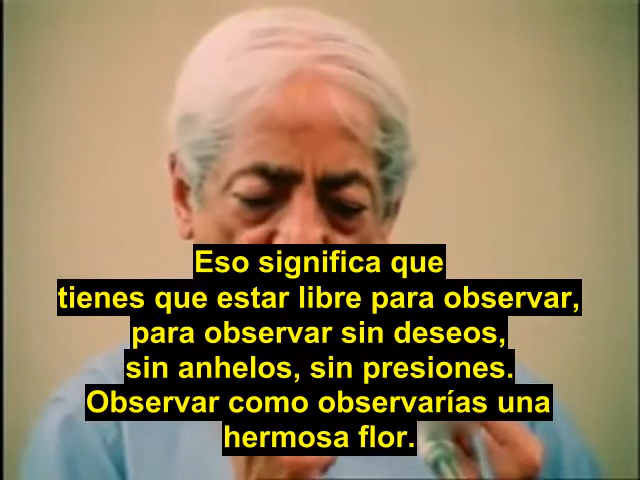 Eso significa que
tienes que estar libre para observar,
para observar sin deseos,
sin anhelos, sin presiones.
Observar como observarías una
hermosa flor.